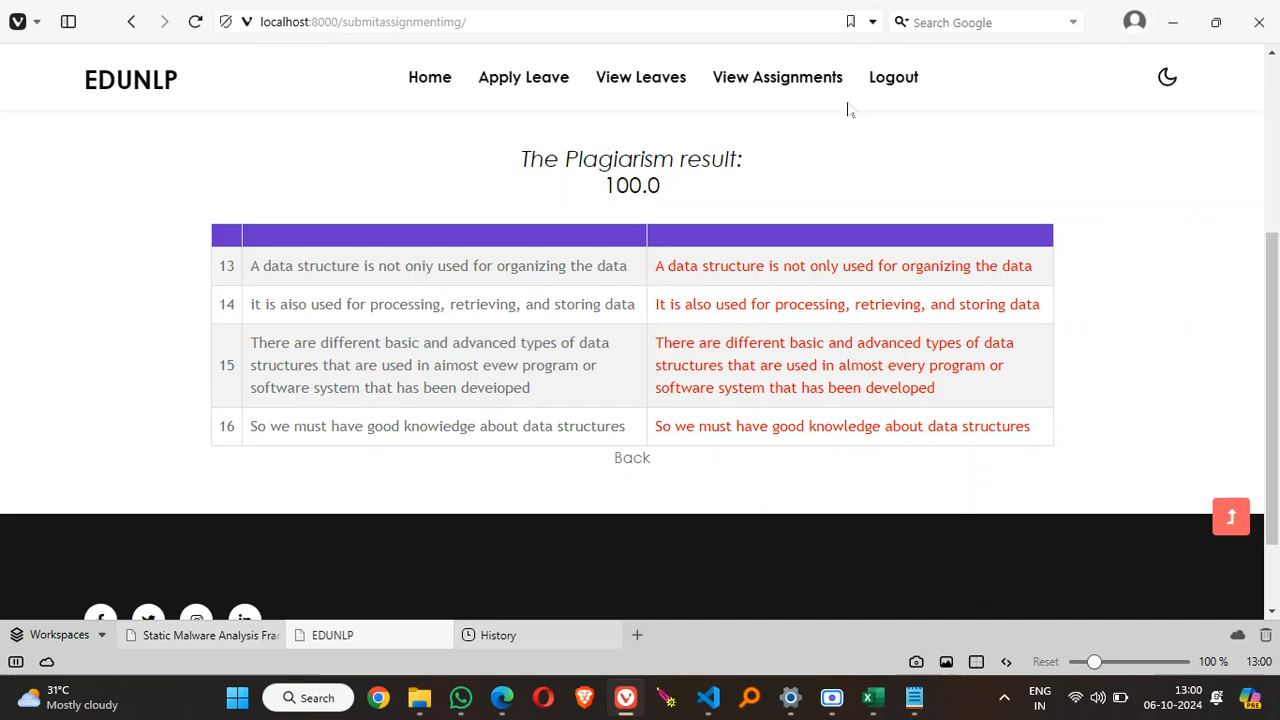 localhost:8000/submitassignmentimg/
Search Google
EDUNLP
Home
Apply Leave
View Leaves
View Assignments
Logout
The Plagiarism result:
100.0
13
A data structure is not oniy used for organizing the data
A data structure is not only used for organizing the data
14
it is aiso used for processing, retrieving, and storing data
It is also used for processing, retrieving, and storing data
15
There are different basic and advanced types of data
structures that are used in aimost evew program or
software system that has been deveioped
There are different basic and advanced types of data
structures that are used in almost every program or
software system that has been developed
16
So we must have good knowiedge about data structures
So we must have good knowledge about data structures
Back
Workspaces
Static Malware Analysis Fra
EDUNLP
History
Reset
100 %
13:00
31°C
Mostly cloudy
Search
ENG
IN
13:00
06-10-2024
PRE